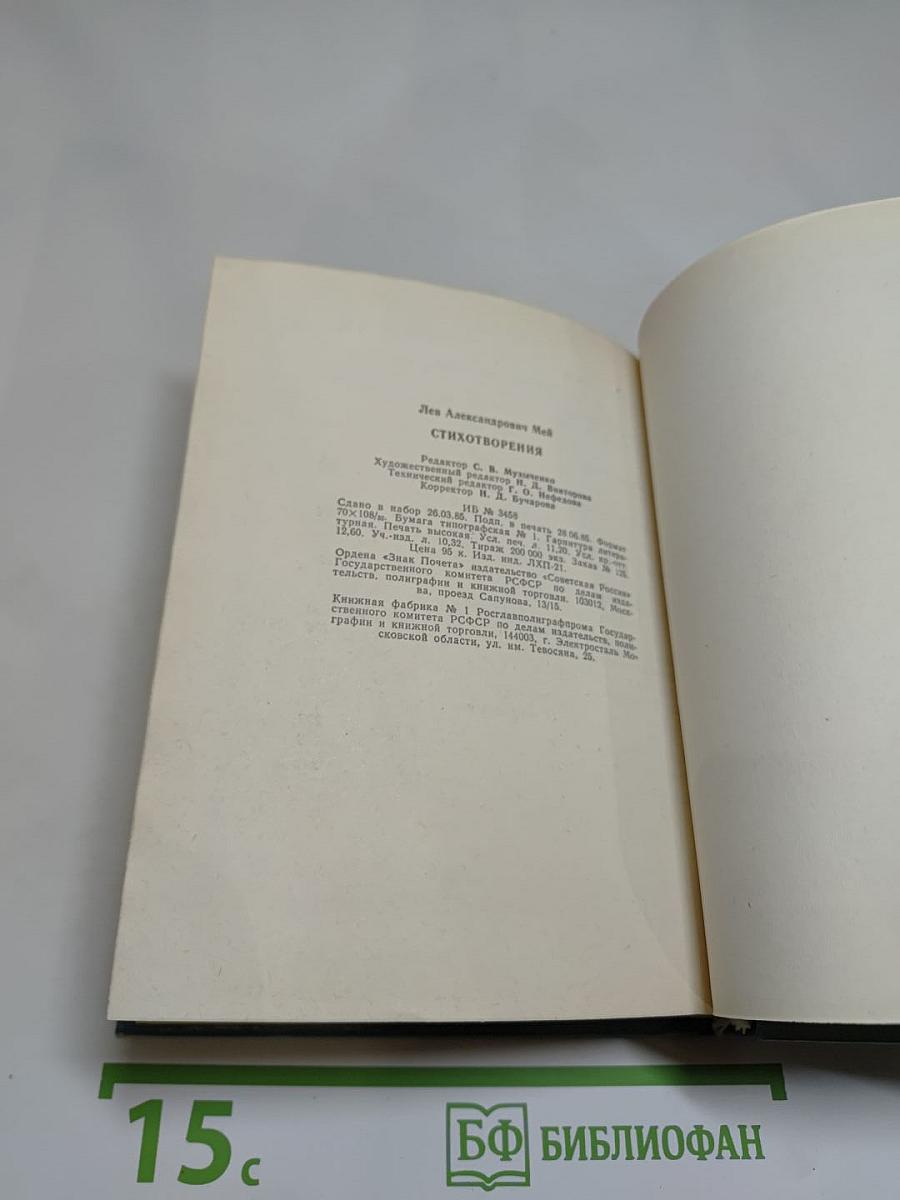 Лев Александрович Мей
СТИХОТВОРЕНИЯ
Редактор С. В. Музыченко
Художественный редактор Н. Д. Викторова
Технический редактор Г. О. Нефедова
Корректор Н. Д. Бучарова
ИБ № 3458
Сдано в набор 26.03.85. Подп. в печать 28.06.85. Формат
70×108/32. Бумага типографская № 1. Гарнитура литера-
турная. Печать высокая. Усл. печ. л. 11,20. Усл. кр.-отт.
12,60. Уч.-изд. л. 10,32. Тираж 200 000 экз. Заказ № 126.
Цена 95 к. Изд. инд. ЛХП-21.
Ордена «Знак Почета» издательство «Советская Россия»
Государственного комитета РСФСР по делам изда-
тельств, полиграфии и книжной торговли. 103012, Моск-
ва, проезд Сапунова, 13/15.
Книжная фабрика № 1 Росглавполиграфпрома Государ-
ственного комитета РСФСР по делам издательств, поли-
графии и книжной торговли, 144003, г. Электросталь Мо-
сковской области, ул. им. Тевосяна, 25.
15 с
БФ БИБЛИОФАН